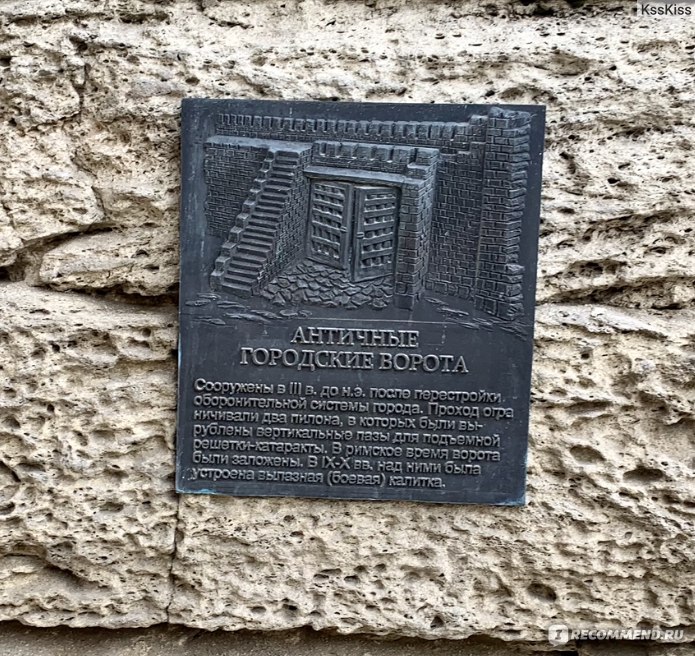 KssKiss
АНТИЧНЫЕ
ГОРОДСКИЕ ВОРОТА
Сооружены в III в. до н.э. после перестройки
оборонительной системы города. Проход огра
ничивали два пилона, в которых были вы-
рублены вертикальные пазы для подъемной
решетки-катаракты. В римское время ворота
были заложены. В IX-X вв. над ними была
устроена вылазная (боевая) калитка.
RECOMMEND.RU